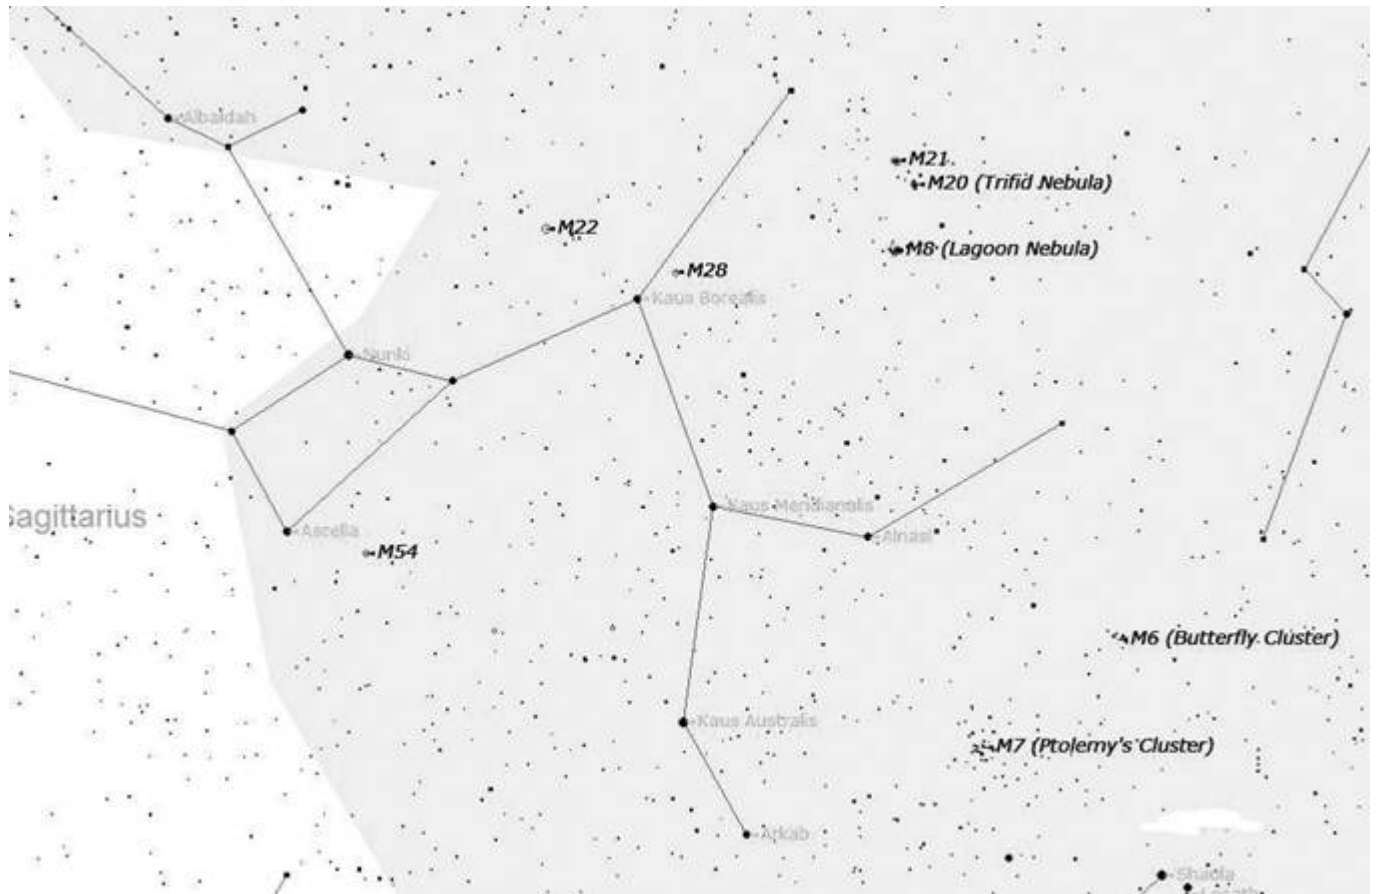 Albaldah
M21
M20 (Trifid Nebula)
M22
M8 (Lagoon Nebula)
M28
Kaus Borealis
Nunki
Kaus Meridianalis
Sagittarius
Ascella
Alnasl
M54
M6 (Butterfly Cluster)
Kaus Australis
M7 (Ptolemy's Cluster)
Arkab
Shaula